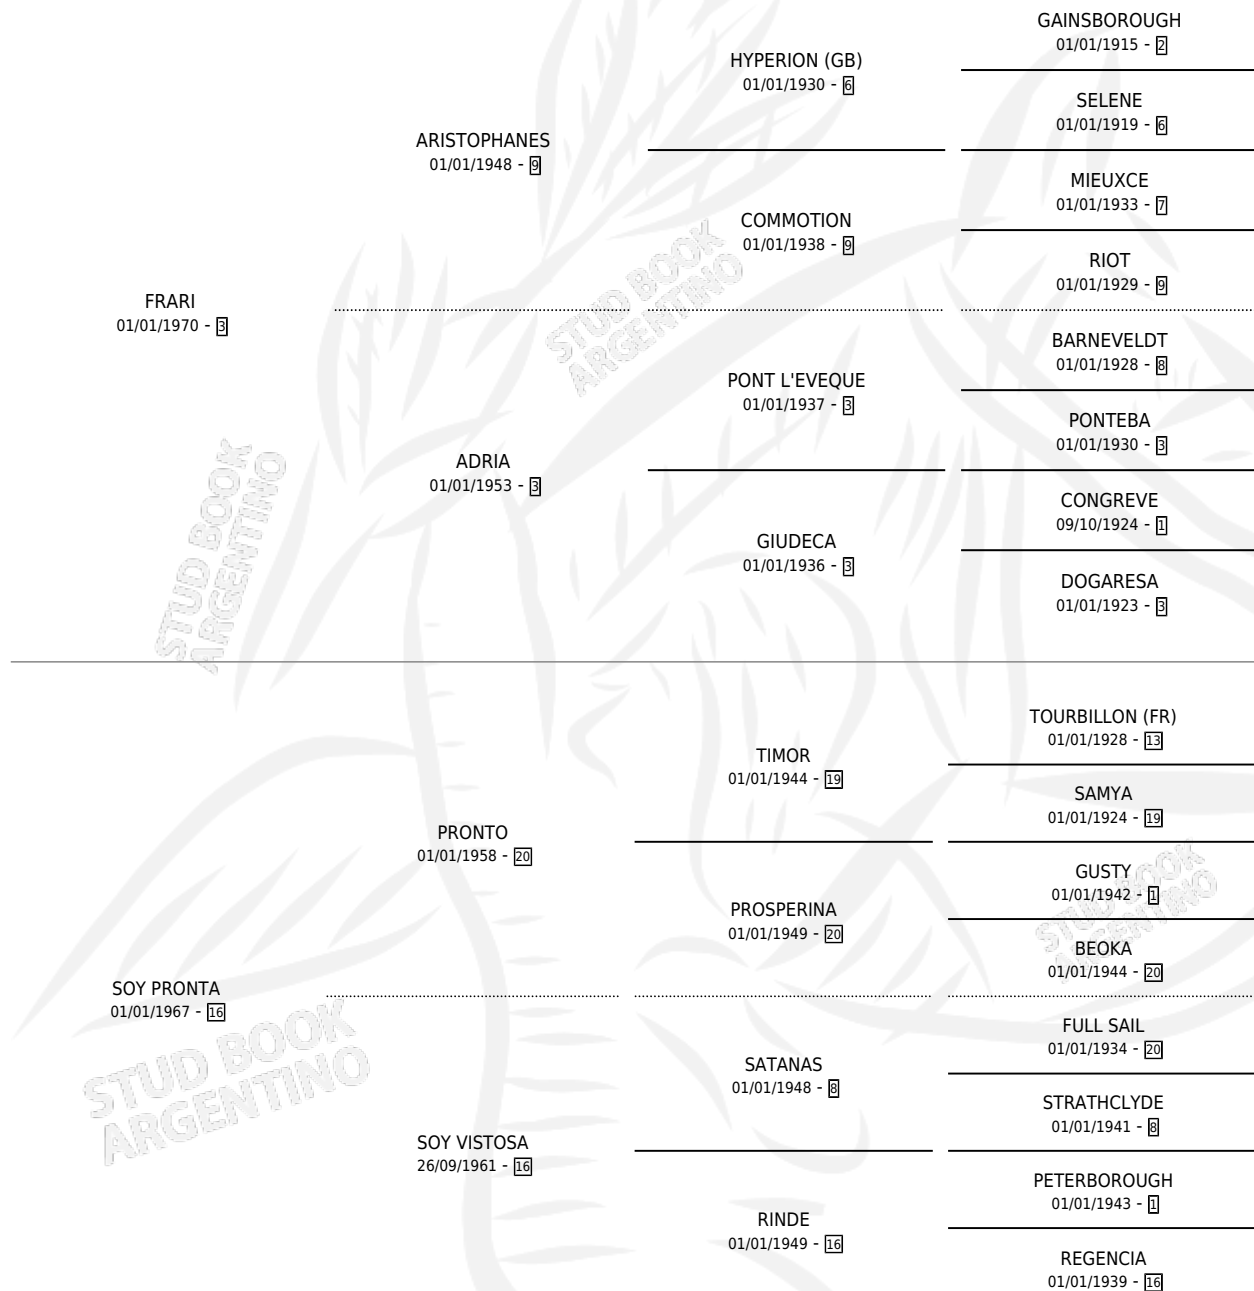 GAINSBOROUGH
01/01/1915 - 2
HYPERION (GB)
01/01/1930 - 6
SELENE
01/01/1919 - 6
ARISTOPHANES
01/01/1948 - 9
MIEUXCE
01/01/1933 - 7
COMMOTION
01/01/1938 - 9
RIOT
01/01/1929 - 9
FRARI
01/01/1970 - 3
BARNEVELDT
01/01/1928 - 8
PONT L'EVEQUE
01/01/1937 - 3
PONTEBA
01/01/1930 - 3
ADRIA
01/01/1953 - 3
CONGREVE
09/10/1924 - 1
GIUDECA
01/01/1936 - 3
DOGARESA
01/01/1923 - 3
TOURBILLON (FR)
01/01/1928 - 13
TIMOR
01/01/1944 - 19
SAMYA
01/01/1924 - 19
PRONTO
01/01/1958 - 20
GUSTY
01/01/1942 - 1
PROSPERINA
01/01/1949 - 20
BEOKA
01/01/1944 - 20
SOY PRONTA
01/01/1967 - 16
FULL SAIL
01/01/1934 - 20
SATANAS
01/01/1948 - 8
STRATHCLYDE
01/01/1941 - 8
SOY VISTOSA
26/09/1961 - 16
PETERBOROUGH
01/01/1943 - 1
RINDE
01/01/1949 - 16
REGENCIA
01/01/1939 - 16
STUD BOOK
ARGENTINO
STUD BOOK
ARGENTINO
STUD BOOK
ARGENTINO
STUD BOOK
ARGENTINO